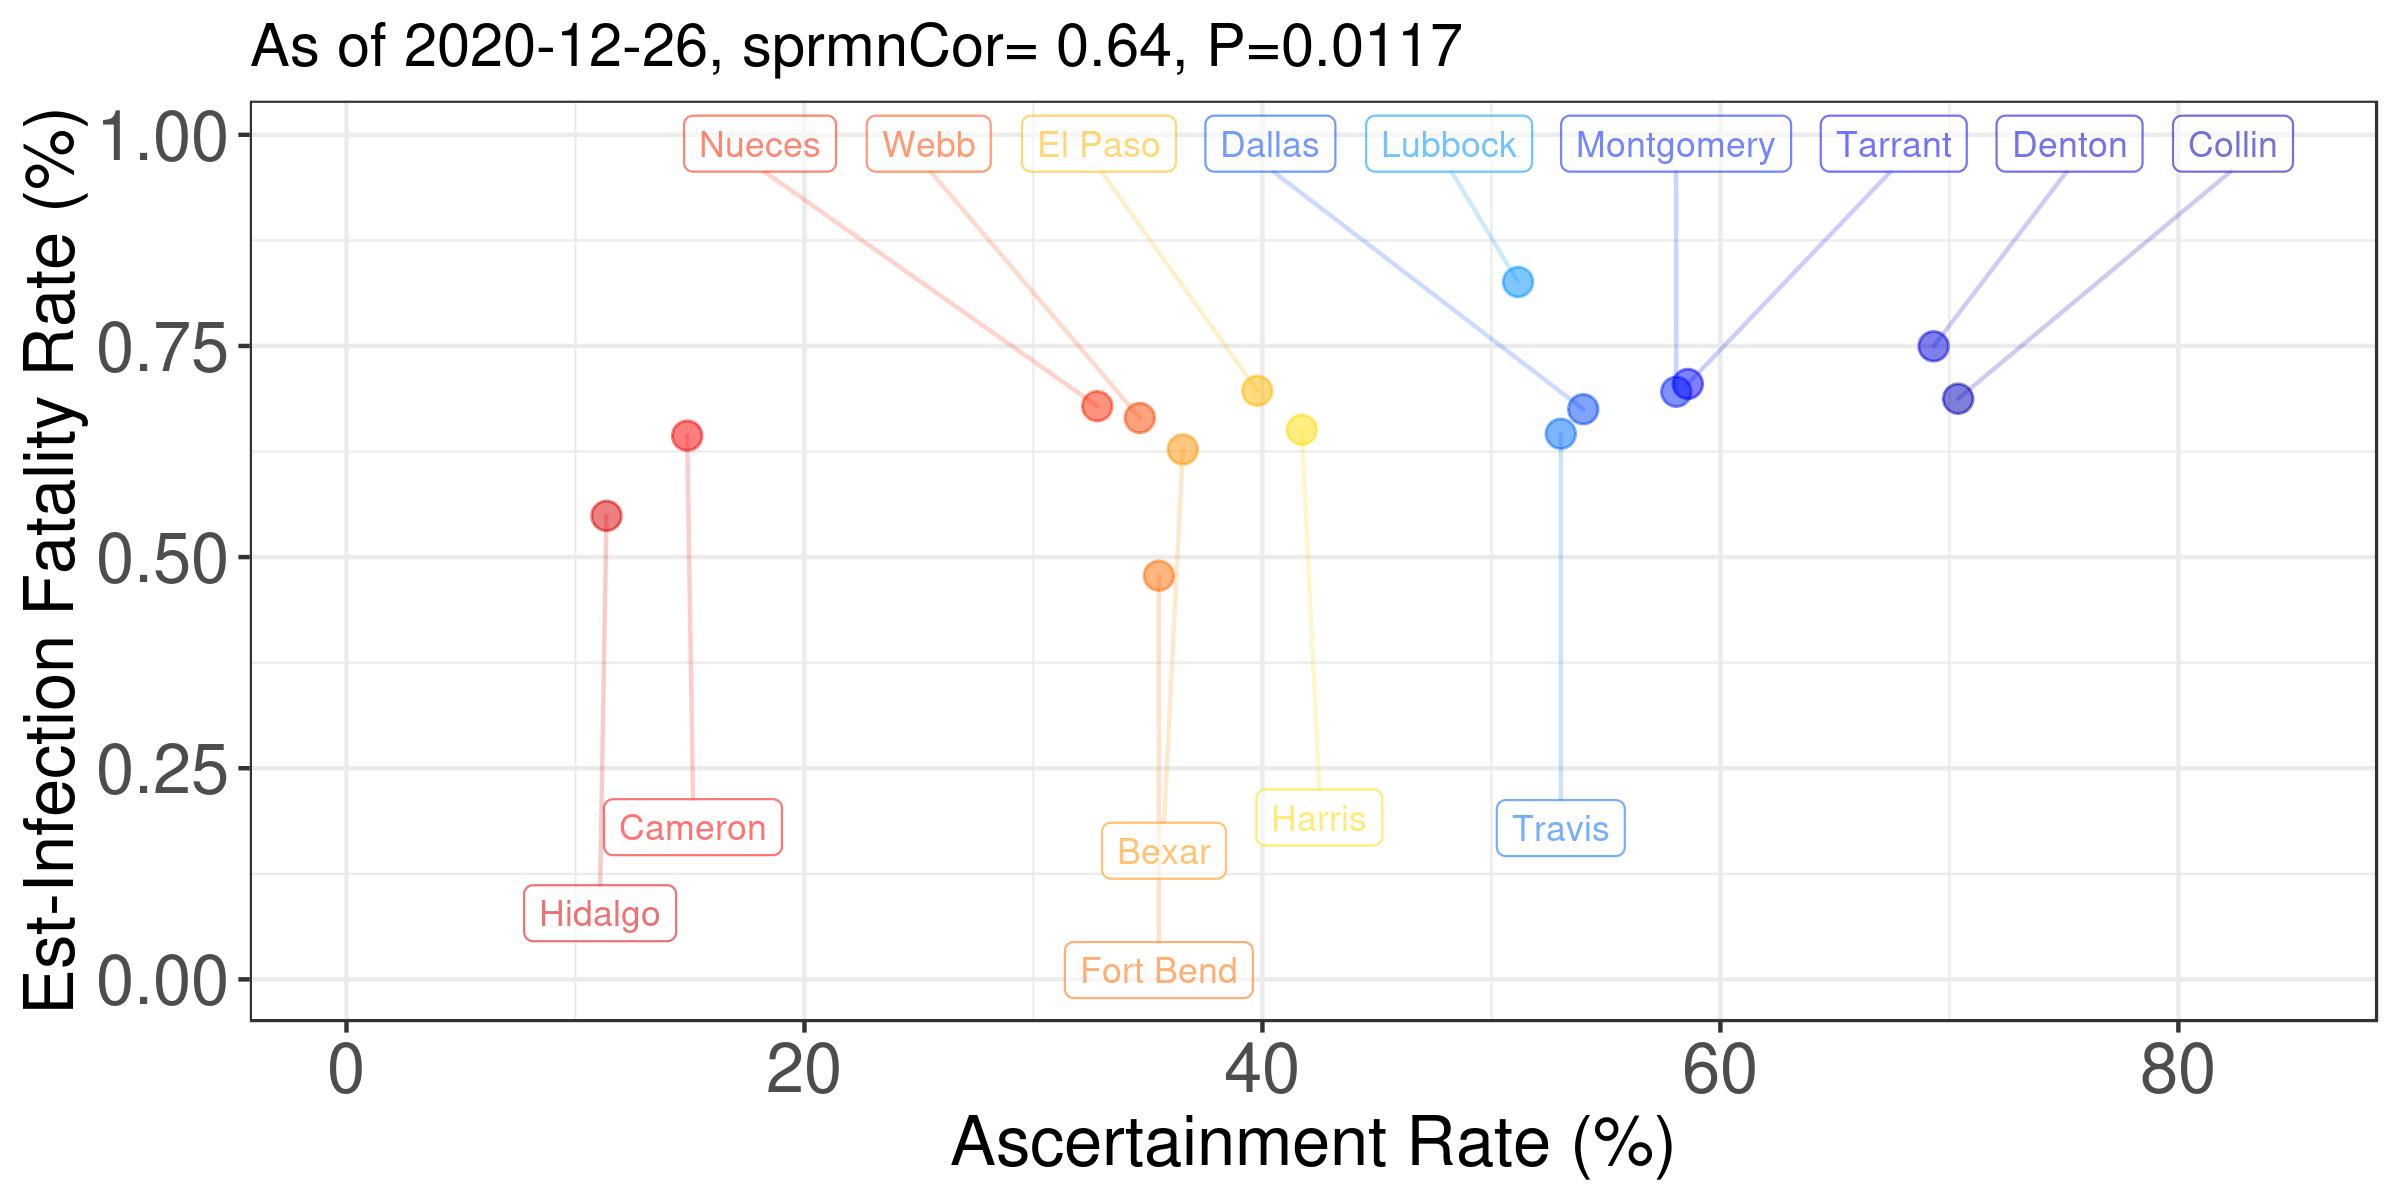 As of 2020-12-26, sprmnCor= 0.64, P=0.0117
Est-Infection Fatality Rate (%)
1.00
0.75
0.50
0.25
0.00
Nueces
Webb
El Paso
Dallas
Lubbock
Montgomery
Tarrant
Denton
Collin
Cameron
Bexar
Harris
Travis
Hidalgo
Fort Bend
0 20 40 60 80
Ascertainment Rate (%)